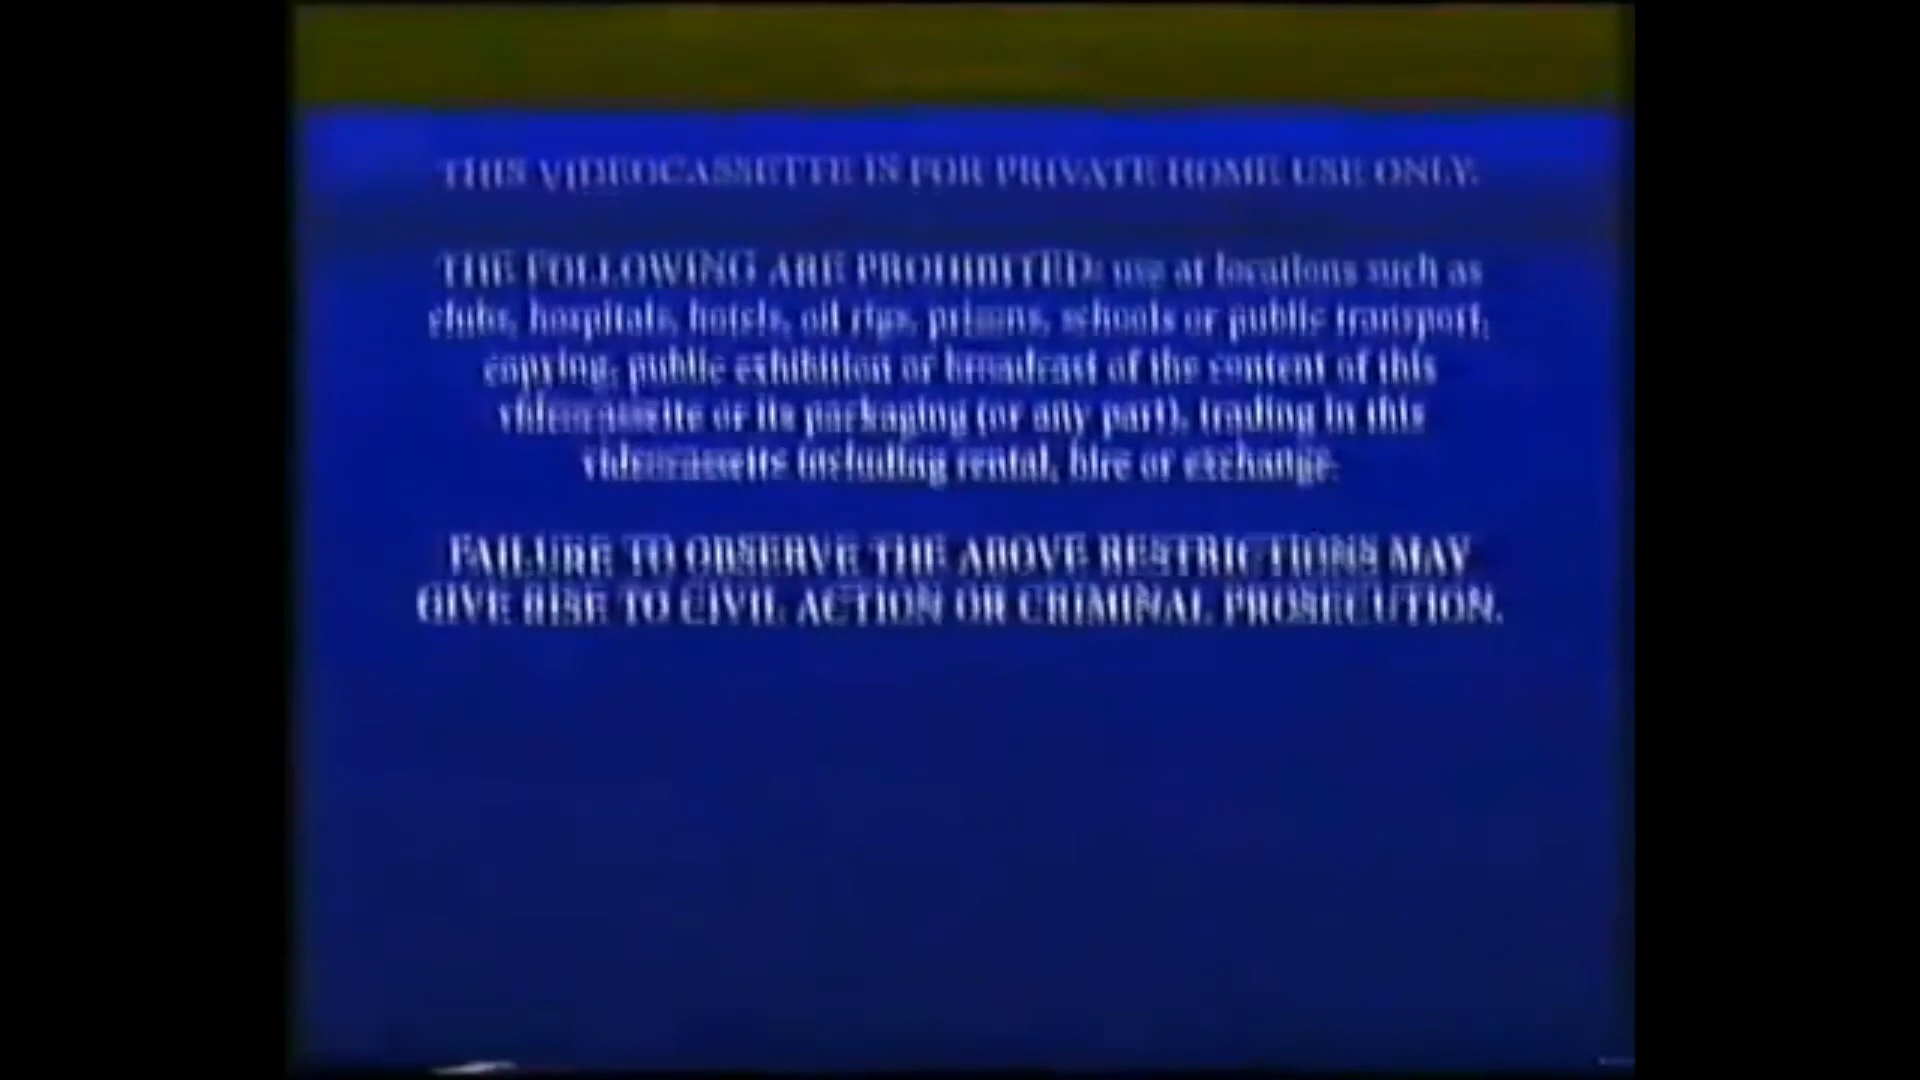 THIS VIDEOCASSETTE IS FOR PRIVATE HOME USE ONLY.
THE FOLLOWING ARE PROHIBITED: use at locations such as
clubs, hospitals, hotels, oil rigs, prisons, schools or public transport,
copying, public exhibition or broadcast of the content of this
videocassette or its packaging (or any part), trading in this
videocassette including rental, hire or exchange.
FAILURE TO OBSERVE THE ABOVE RESTRICTIONS MAY
GIVE RISE TO CIVIL ACTION OR CRIMINAL PROSECUTION.